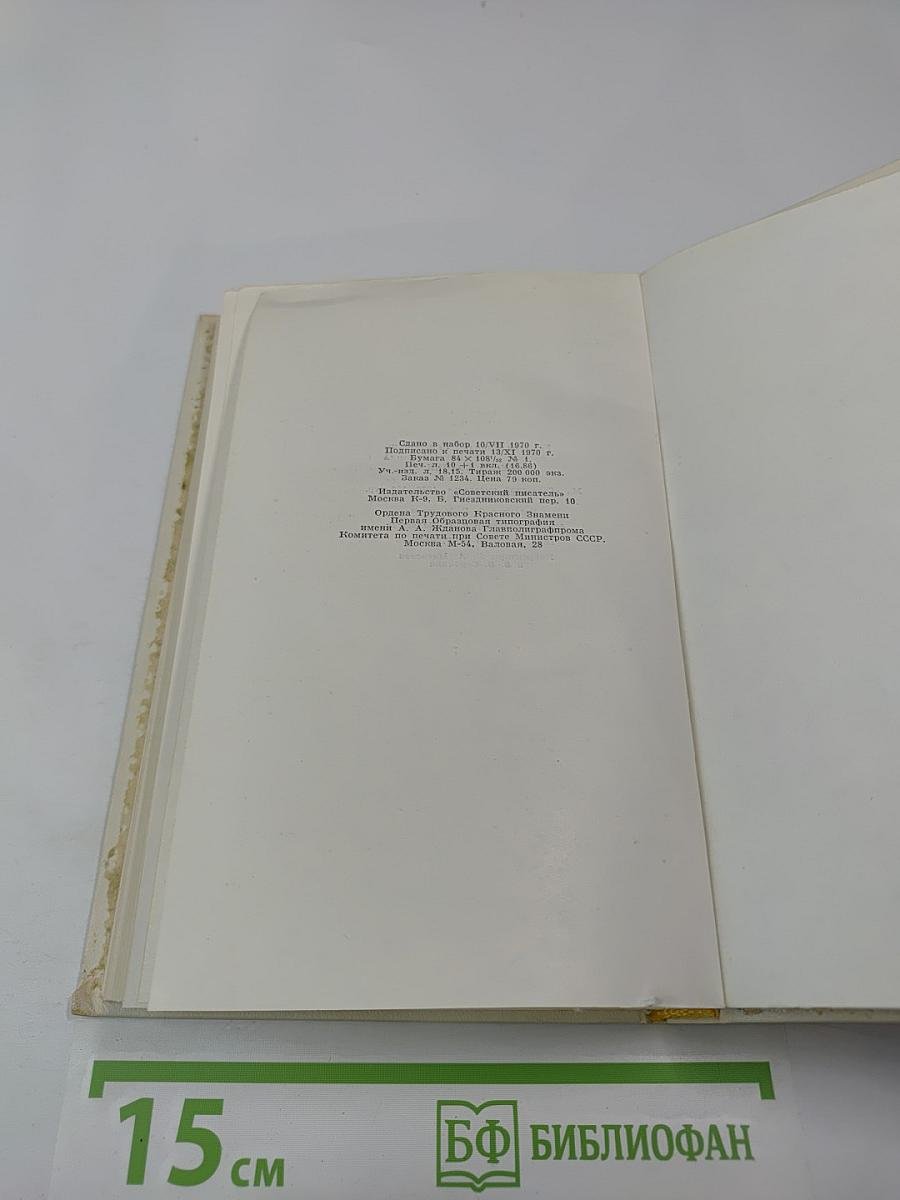 Сдано в набор 10/VII 1970 г.
Подписано к печати 13/XI 1970 г.
Бумага 84 × 108¹/₃₂ № 1.
Печ. л. 10 + 1 вкл. (16,86)
Уч.-изд. л. 18,15. Тираж 200 000 экз.
Заказ № 1234. Цена 79 коп.
Издательство «Советский писатель»
Москва К-9, Б. Гнездниковский пер. 10
Ордена Трудового Красного Знамени
Первая Образцовая типография
имени А. А. Жданова Главполиграфпрома
Комитета по печати при Совете Министров СССР.
Москва М-54, Валовая, 28
15 см
БФ БИБЛИОФАН